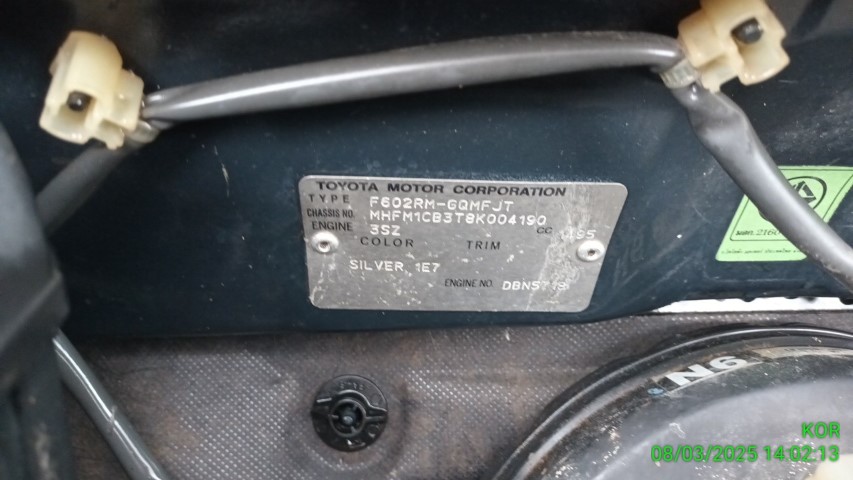 TOYOTA MOTOR CORPORATION
TYPE F602RM-GQMFJT
CHASSIS NO. MHFM1CB3T8K004190
ENGINE 3SZ CC 1495
COLOR TRIM
SILVER 1E7
ENGINE NO. DBN5778
N6
KOR
08/03/2025 14:02:13